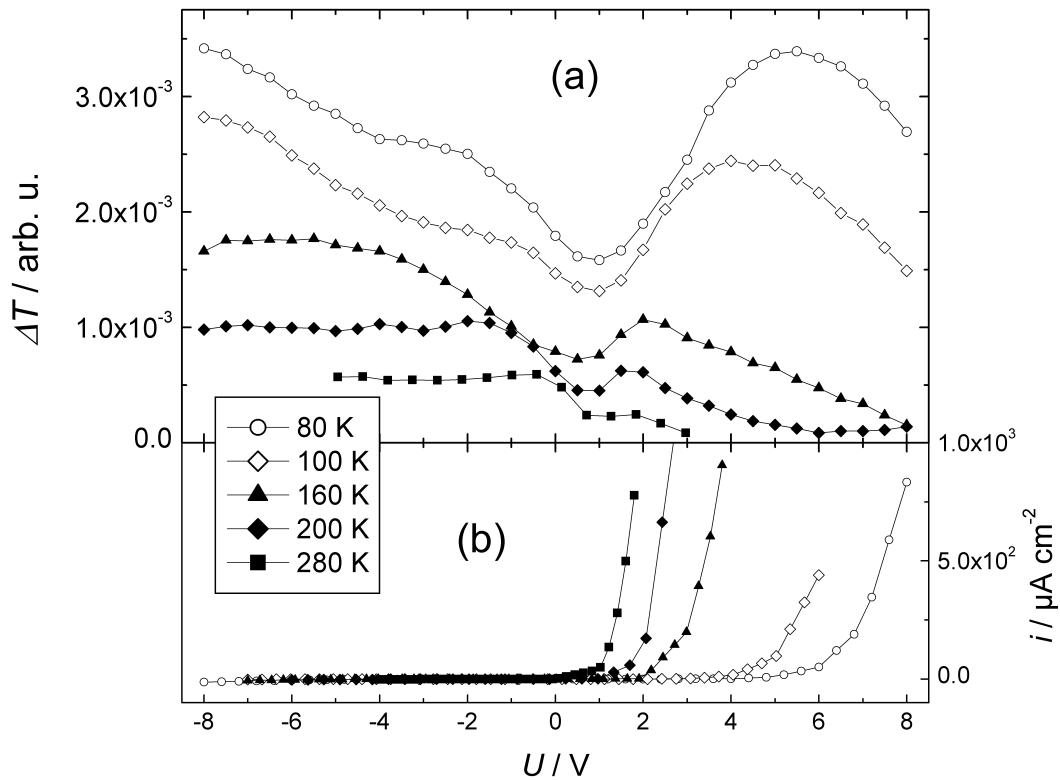 (a)
3.0x10-3
2.0x10-3
1.0x10-3
0.0
ΔT / arb. u.
80 K
100 K
160 K
200 K
280 K
(b)
1.0x10³
5.0x10²
0.0
i / µA cm-2
-8 -6 -4 -2 0 2 4 6 8
U / V